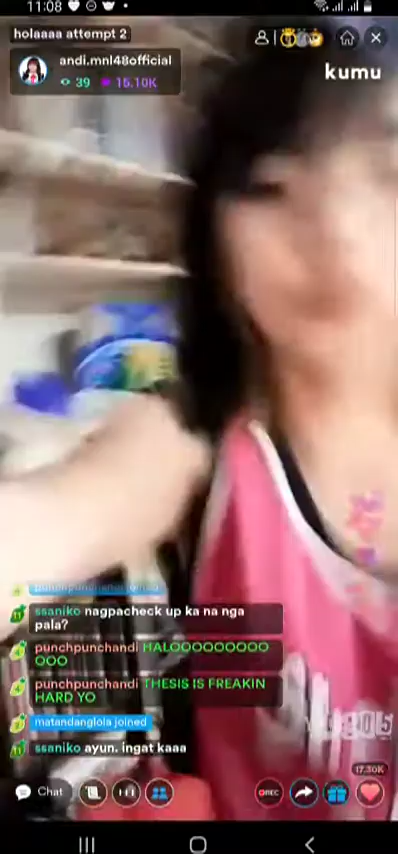 11:08
holaaaa attempt 2
andi.mnl48official
39 15.10K
kumu
ssaniko nagpacheck up ka na nga
pala?
punchpunchandi HALOOOOOOOOO
OOO
punchpunchandi THESIS IS FREAKIN
HARD YO
matandanglola joined
ssaniko ayun. ingat kaaa
17.30K
Chat
REC